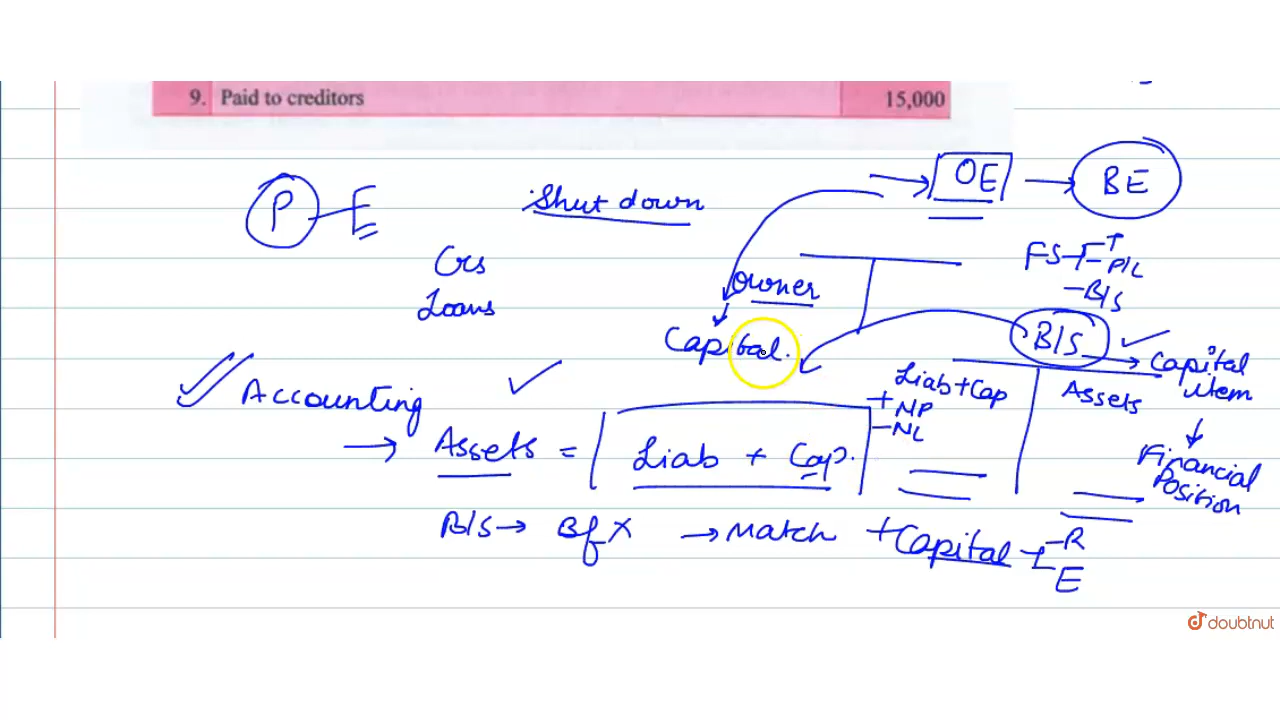 9. Paid to creditors 15,000
OE → BE
P E
Shut down
FS T P/L
- B/S
Crs
Owner
Loans
Capital.
B/S → Capital item
Liab + Cap Assets
+ NP
- NL
Accounting
→ Assets = Liab + Cap.
Financial Position
B/S → Bf X → Match + Capital - R
E
doubtnut